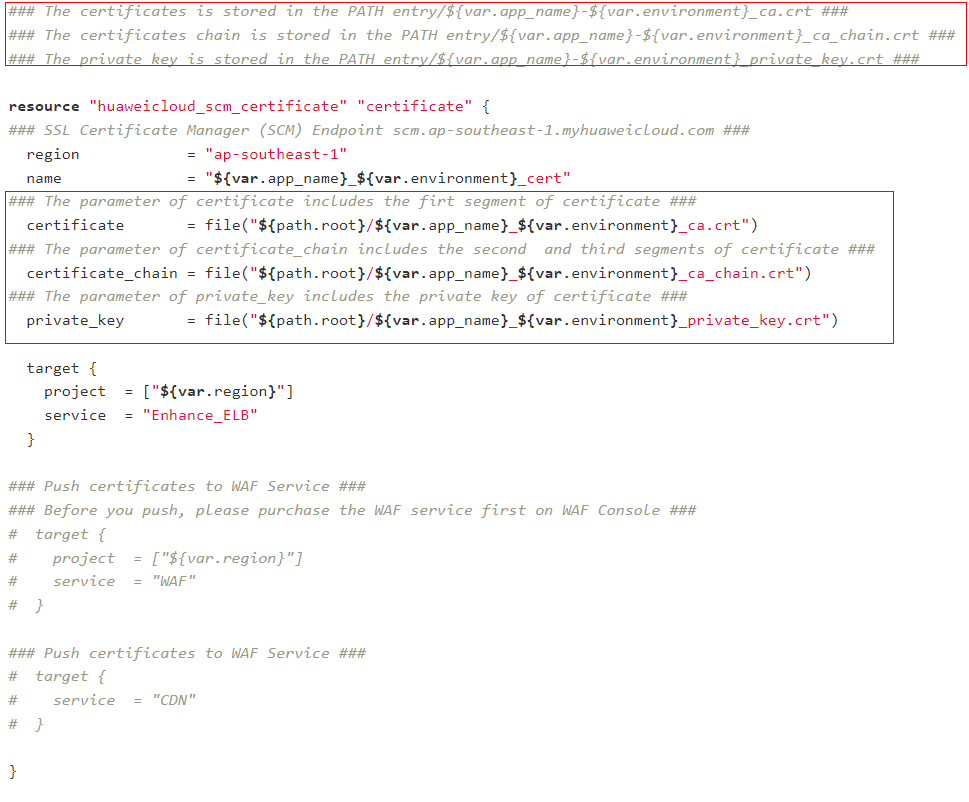 ### The certificates is stored in the PATH entry/${var.app_name}-${var.environment}_ca.crt ###
### The certificates chain is stored in the PATH entry/${var.app_name}-${var.environment}_ca_chain.crt ###
### The private key is stored in the PATH entry/${var.app_name}-${var.environment}_private_key.crt ###
resource "huaweicloud_scm_certificate" "certificate" {
### SSL Certificate Manager (SCM) Endpoint scm.ap-southeast-1.myhuaweicloud.com ###
  region            = "ap-southeast-1"
  name              = "${var.app_name}_${var.environment}_cert"
### The parameter of certificate includes the firt segment of certificate ###
  certificate       = file("${path.root}/${var.app_name}_${var.environment}_ca.crt")
### The parameter of certificate_chain includes the second  and third segments of certificate ###
  certificate_chain = file("${path.root}/${var.app_name}_${var.environment}_ca_chain.crt")
### The parameter of private_key includes the private key of certificate ###
  private_key       = file("${path.root}/${var.app_name}_${var.environment}_private_key.crt")
  target {
    project  = ["${var.region}"]
    service  = "Enhance_ELB"
  }
### Push certificates to WAF Service ###
### Before you push, please purchase the WAF service first on WAF Console ###
#  target {
#    project  = ["${var.region}"]
#    service  = "WAF"
#  }
### Push certificates to WAF Service ###
#  target {
#    service  = "CDN"
#  }
}